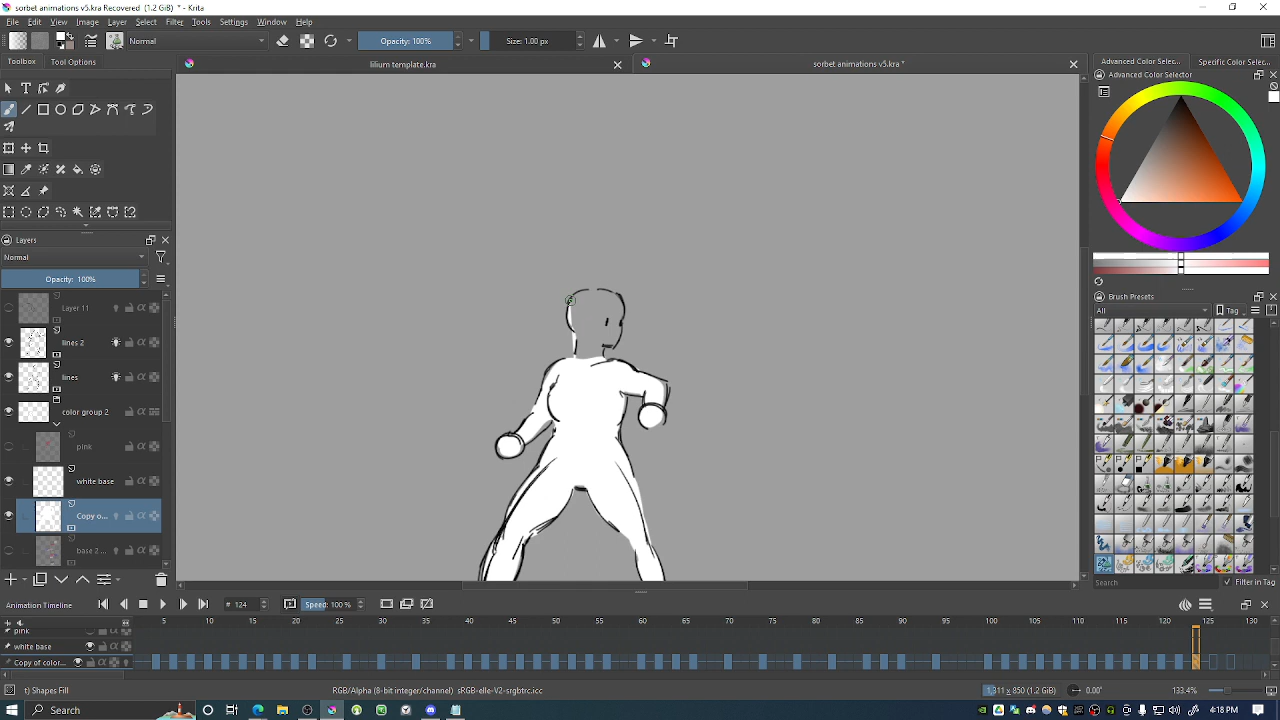 sorbet animations v5.kra Recovered (1.2 GiB) * - Krita
File Edit View Image Layer Select Filter Tools Settings Window Help
Normal Opacity: 100% Size: 1.00 px
Toolbox Tool Options
lilium template.kra
sorbet animations v5.kra *
Advanced Color Selec... Specific Color Selec...
Advanced Color Selector
Layers
Normal
Opacity: 100%
Layer 11
lines 2
lines
color group 2
pink
white base
Copy o...
base 2 ...
Brush Presets
All Tag
Search Filter in Tag
Animation Timeline # 124 Speed: 100 %
5 10 15 20 25 30 35 40 45 50 55 60 65 70 75 80 85 90 95 100 105 110 115 120 125 130
pink
white base
Copy of color...
t) Shapes Fill
RGB/Alpha (8-bit integer/channel) sRGB-elle-V2-srgbtrc.icc
1,311 x 850 (1.2 GiB)
0.00°
133.4%
Search
4:18 PM